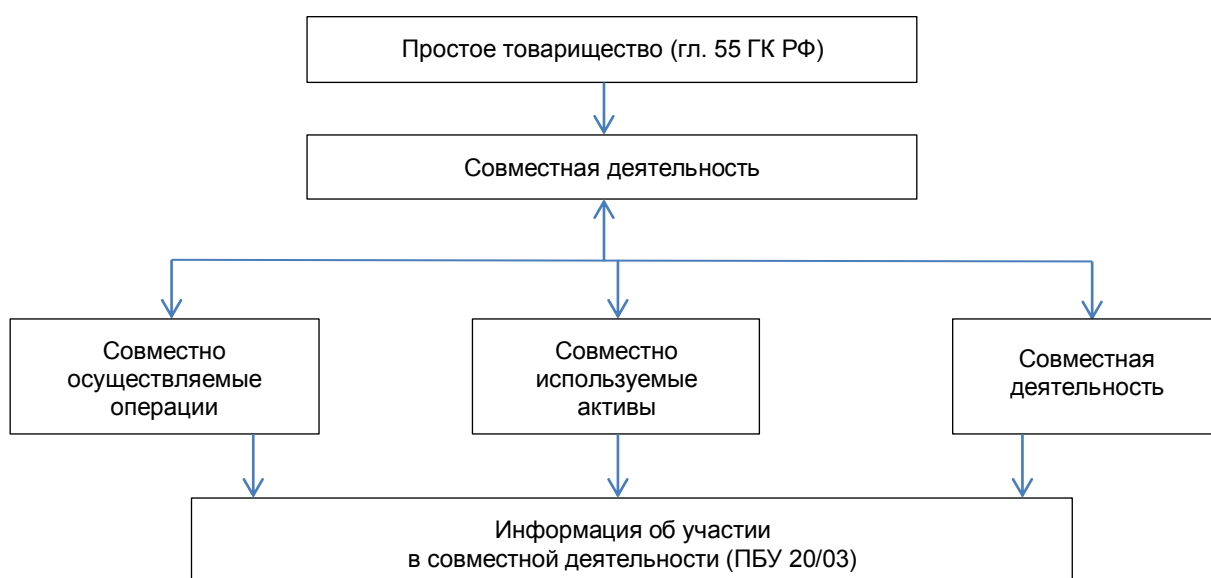 Простое товарищество (гл. 55 ГК РФ)
Совместная деятельность
Совместно
осуществляемые
операции
Совместно
используемые
активы
Совместная
деятельность
Информация об участии
в совместной деятельности (ПБУ 20/03)